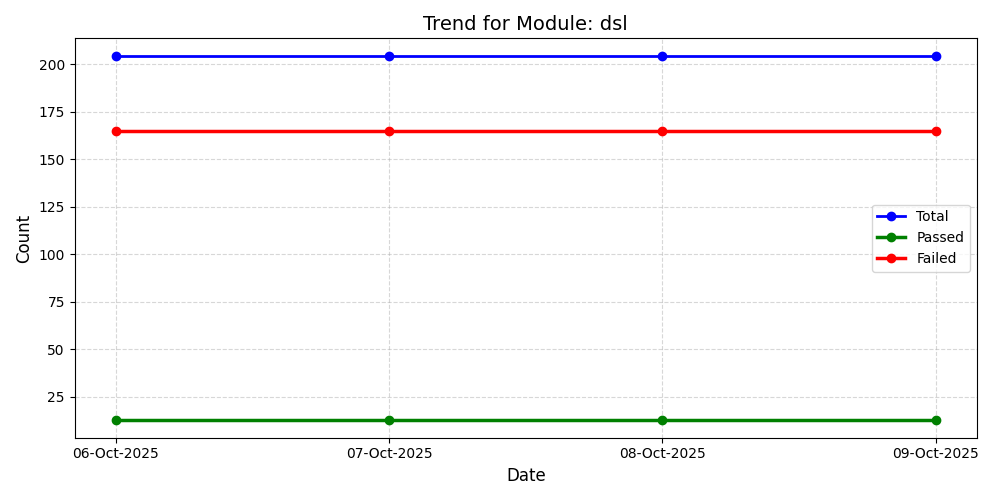 Trend for Module: dsl
200
175
150
125
100
75
50
25
Count
Total
Passed
Failed
06-Oct-2025 07-Oct-2025 08-Oct-2025 09-Oct-2025
Date